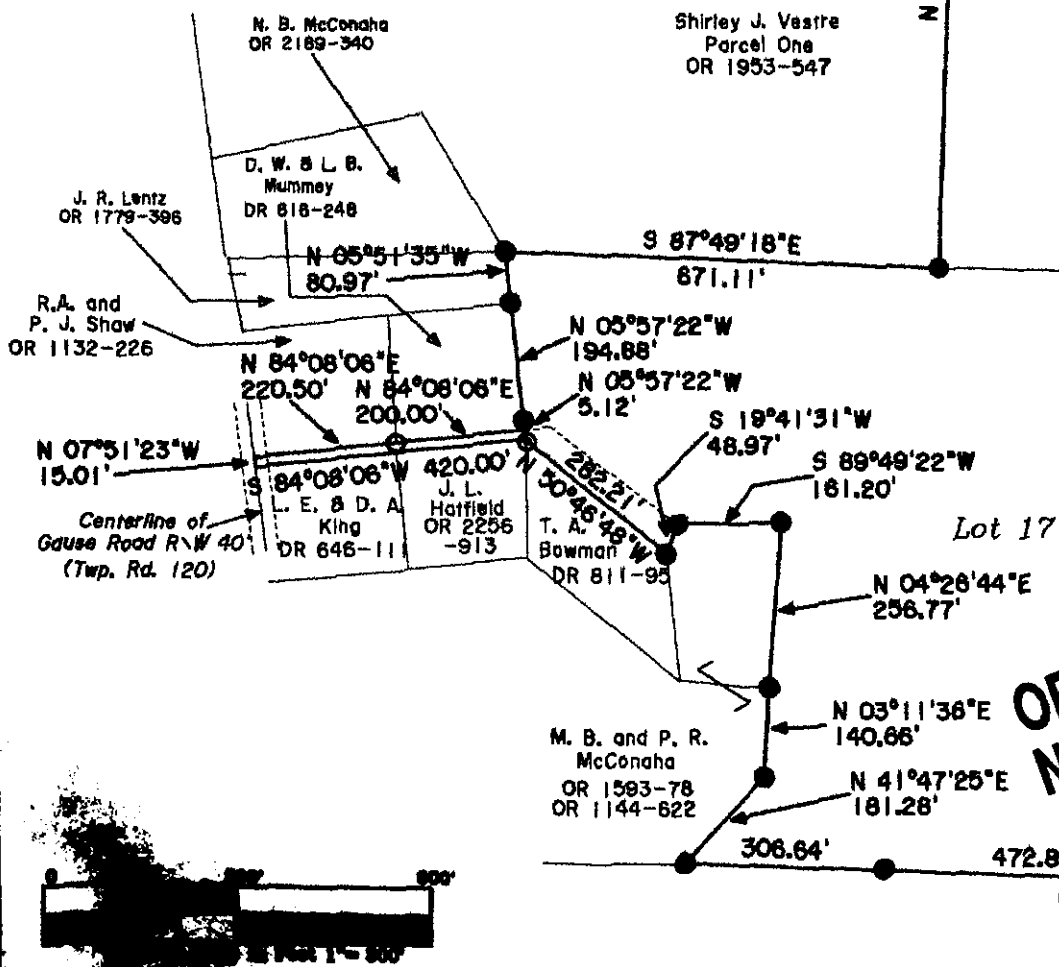 N. B. McConaha
OR 2189-340
Shirley J. Vestre
Parcel One
OR 1953-547
N
D. W. & L. B.
Mummey
DR 618-248
J. R. Lentz
OR 1779-396
N 05°51'35"W
80.97'
S 87°49'18"E
671.11'
R.A. and
P. J. Shaw
OR 1132-226
N 05°57'22"W
194.88'
N 84°08'06"E
220.50'
N 84°08'06"E
200.00'
N 05°57'22"W
5.12'
S 19°41'31"W
48.97'
N 07°51'23"W
15.01'
S 84°08'06"W
420.00'
282.21'
N 50°46'48"W
S 89°49'22"W
161.20'
L. E. & D. A.
King
DR 646-111
J. L.
Hatfield
OR 2256
-913
T. A.
Bowman
DR 811-95
Centerline of
Gause Road R\W 40'
(Twp. Rd. 120)
Lot 17
N 04°26'44"E
256.77'
N 03°11'36"E
140.66'
M. B. and P. R.
McConaha
OR 1593-78
OR 1144-622
N 41°47'25"E
181.28'
306.64'
472.8
0
600'
1"= 300'